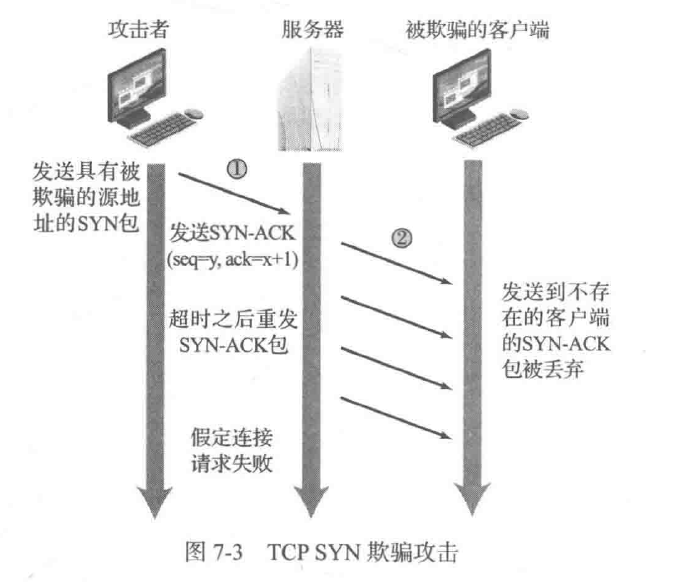 攻击者
服务器
被欺骗的客户端
发送具有被
欺骗的源地
址的SYN包
①
发送SYN-ACK
(seq=y, ack=x+1)
②
超时之后重发
SYN-ACK包
发送到不存
在的客户端
的SYN-ACK
包被丢弃
假定连接
请求失败
图 7-3 TCP SYN 欺骗攻击